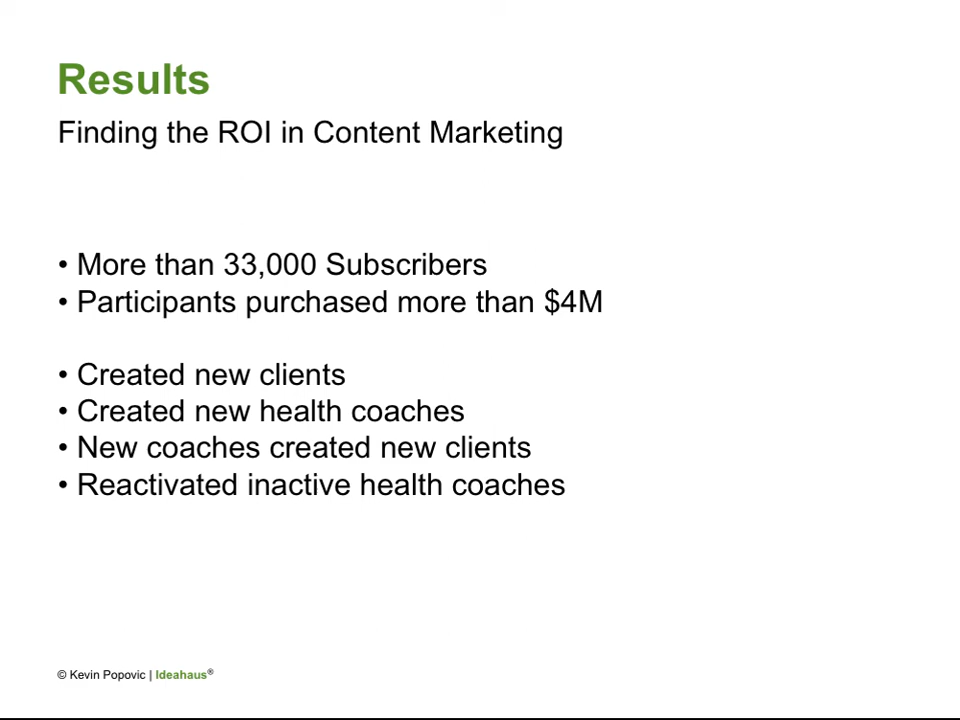 Results
Finding the ROI in Content Marketing
• More than 33,000 Subscribers
• Participants purchased more than $4M
• Created new clients
• Created new health coaches
• New coaches created new clients
• Reactivated inactive health coaches
© Kevin Popovic | Ideahaus®